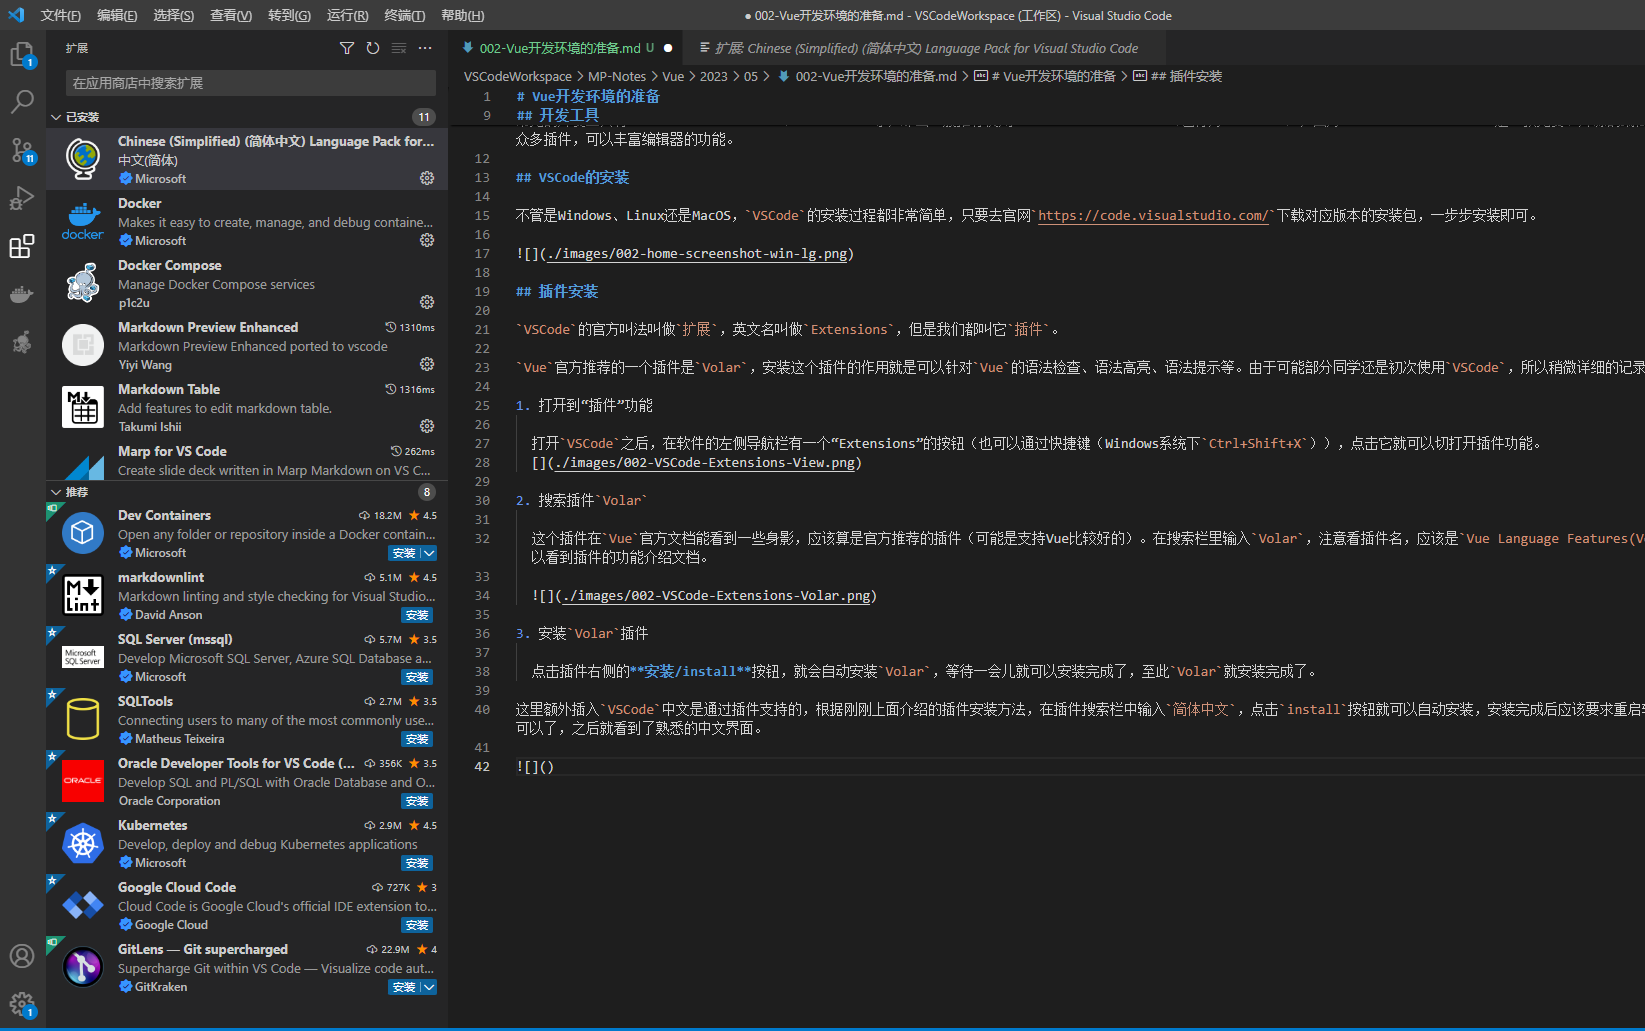 文件(F) 编辑(E) 选择(S) 查看(V) 转到(G) 运行(R) 终端(T) 帮助(H)
● 002-Vue开发环境的准备.md - VSCodeWorkspace (工作区) - Visual Studio Code
扩展
在应用商店中搜索扩展
已安装 11
Chinese (Simplified) (简体中文) Language Pack for...
中文(简体)
Microsoft
Docker
Makes it easy to create, manage, and debug containe...
Microsoft
docker
Docker Compose
Manage Docker Compose services
p1c2u
Markdown Preview Enhanced 1310ms
Markdown Preview Enhanced ported to vscode
Yiyi Wang
Markdown Table 1316ms
Add features to edit markdown table.
Takumi Ishii
Marp for VS Code 262ms
Create slide deck written in Marp Markdown on VS C...
推荐 8
Dev Containers 18.2M ★ 4.5
Open any folder or repository inside a Docker contain...
Microsoft 安装
markdownlint 5.1M ★ 4.5
Markdown linting and style checking for Visual Studio...
David Anson 安装
SQL Server (mssql) 5.7M ★ 3.5
Develop Microsoft SQL Server, Azure SQL Database a...
Microsoft 安装
Microsoft
SQL Server
SQLTools 2.7M ★ 3.5
Connecting users to many of the most commonly use...
Matheus Teixeira 安装
Oracle Developer Tools for VS Code (... 356K ★ 3.5
Develop SQL and PL/SQL with Oracle Database and O...
Oracle Corporation 安装
ORACLE
Kubernetes 2.9M ★ 4.5
Develop, deploy and debug Kubernetes applications
Microsoft 安装
Google Cloud Code 727K ★ 3
Cloud Code is Google Cloud's official IDE extension to...
Google Cloud 安装
GitLens — Git supercharged 22.9M ★ 4
Supercharge Git within VS Code — Visualize code aut...
GitKraken 安装
1
11
1
002-Vue开发环境的准备.md U ●
扩展: Chinese (Simplified) (简体中文) Language Pack for Visual Studio Code
VSCodeWorkspace > MP-Notes > Vue > 2023 > 05 > 002-Vue开发环境的准备.md > # Vue开发环境的准备 > ## 插件安装
1 # Vue开发环境的准备
9 ## 开发工具
众多插件，可以丰富编辑器的功能。
12
13 ## VSCode的安装
14
15 不管是Windows、Linux还是MacOS，`VSCode`的安装过程都非常简单，只要去官网`https://code.visualstudio.com/`下载对应版本的安装包，一步步安装即可。
16
17 ![](./images/002-home-screenshot-win-lg.png)
18
19 ## 插件安装
20
21 `VSCode`的官方叫法叫做`扩展`，英文名叫做`Extensions`，但是我们都叫它`插件`。
22
23 `Vue`官方推荐的一个插件是`Volar`，安装这个插件的作用就是可以针对`Vue`的语法检查、语法高亮、语法提示等。由于可能部分同学还是初次使用`VSCode`，所以稍微详细的记录
24
25 1. 打开到“插件”功能
26
27 打开`VSCode`之后，在软件的左侧导航栏有一个“Extensions”的按钮（也可以通过快捷键（Windows系统下`Ctrl+Shift+X`）），点击它就可以切打开插件功能。
28 [](./images/002-VSCode-Extensions-View.png)
29
30 2. 搜索插件`Volar`
31
32 这个插件在`Vue`官方文档能看到一些身影，应该算是官方推荐的插件（可能是支持Vue比较好的）。在搜索栏里输入`Volar`，注意看插件名，应该是`Vue Language Features(V
以看到插件的功能介绍文档。
33
34 ![](./images/002-VSCode-Extensions-Volar.png)
35
36 3. 安装`Volar`插件
37
38 点击插件右侧的**安装/install**按钮，就会自动安装`Volar`，等待一会儿就可以安装完成了，至此`Volar`就安装完成了。
39
40 这里额外插入`VSCode`中文是通过插件支持的，根据刚刚上面介绍的插件安装方法，在插件搜索栏中输入`简体中文`，点击`install`按钮就可以自动安装，安装完成后应该要求重启
可以了，之后就看到了熟悉的中文界面。
41
42 ![]()